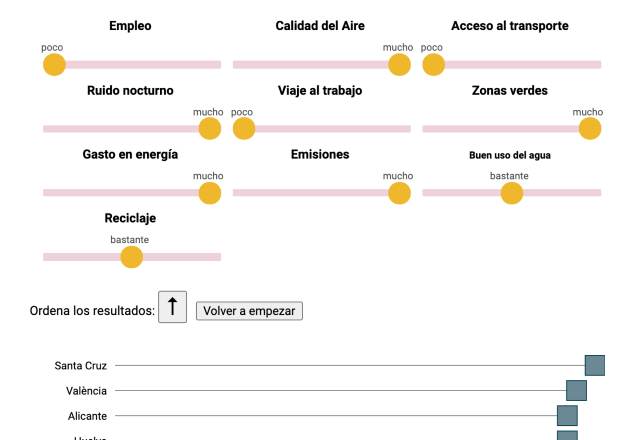 Empleo Calidad del Aire Acceso al transporte
poco mucho poco
Ruido nocturno Viaje al trabajo Zonas verdes
mucho poco mucho
Gasto en energía Emisiones Buen uso del agua
mucho mucho bastante
Reciclaje
bastante
Ordena los resultados: ↑ Volver a empezar
Santa Cruz
València
Alicante